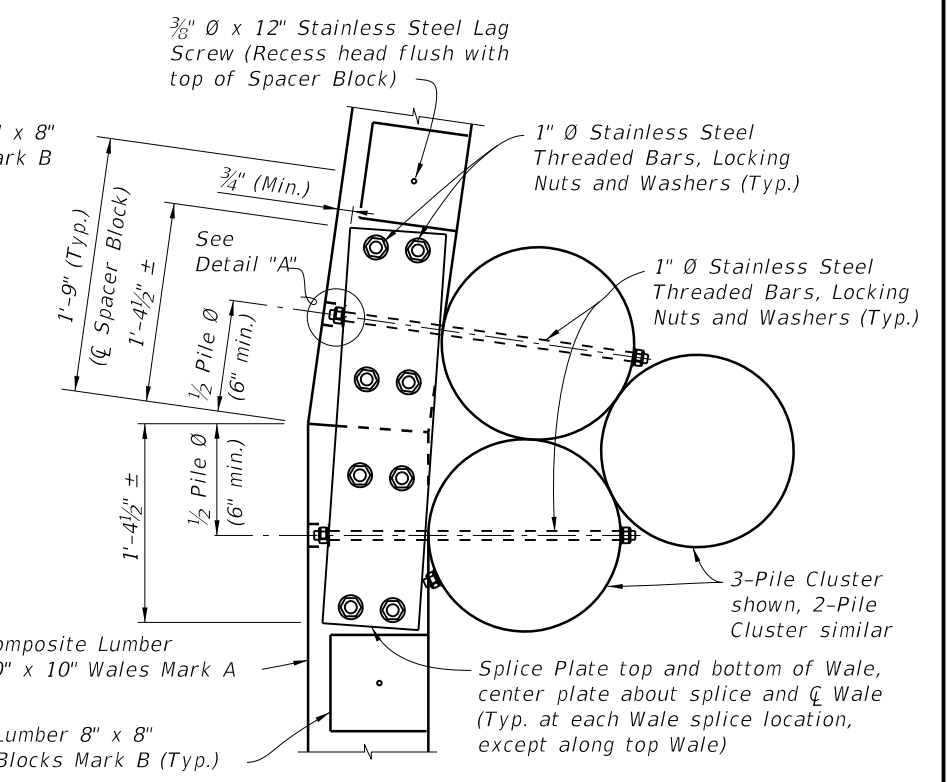 ⅜" Ø x 12" Stainless Steel Lag
Screw (Recess head flush with
top of Spacer Block)
x 8"
B
1" Ø Stainless Steel
Threaded Bars, Locking
Nuts and Washers (Typ.)
¾" (Min.)
1'-9" (Typ.)
(℄ Spacer Block)
1'-4½" ±
See
Detail "A"
½ Pile Ø
(6" min.)
1" Ø Stainless Steel
Threaded Bars, Locking
Nuts and Washers (Typ.)
½ Pile Ø
(6" min.)
1'-4½" ±
3-Pile Cluster
shown, 2-Pile
Cluster similar
Lumber
x 10" Wales Mark A
Splice Plate top and bottom of Wale,
center plate about splice and ℄ Wale
(Typ. at each Wale splice location,
except along top Wale)
Lumber 8" x 8"
Blocks Mark B (Typ.)